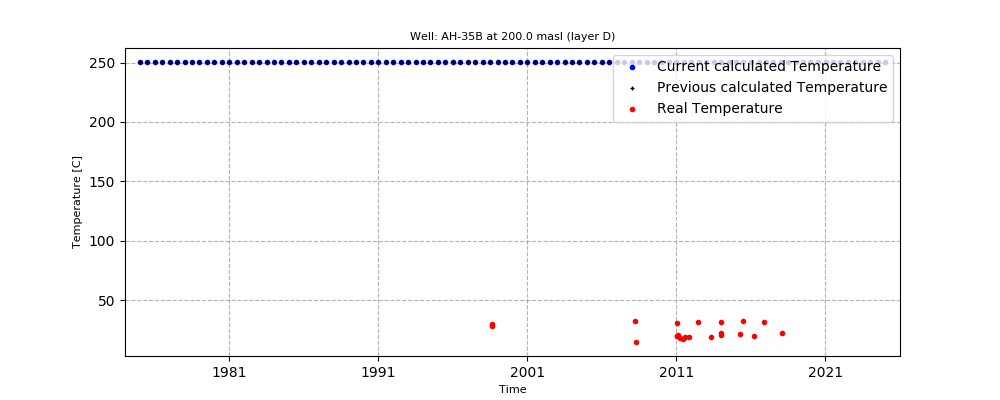 Well: AH-35B at 200.0 masl (layer D)
250
200
150
100
50
Temperature [C]
Current calculated Temperature
Previous calculated Temperature
Real Temperature
1981
1991
2001
2011
2021
Time